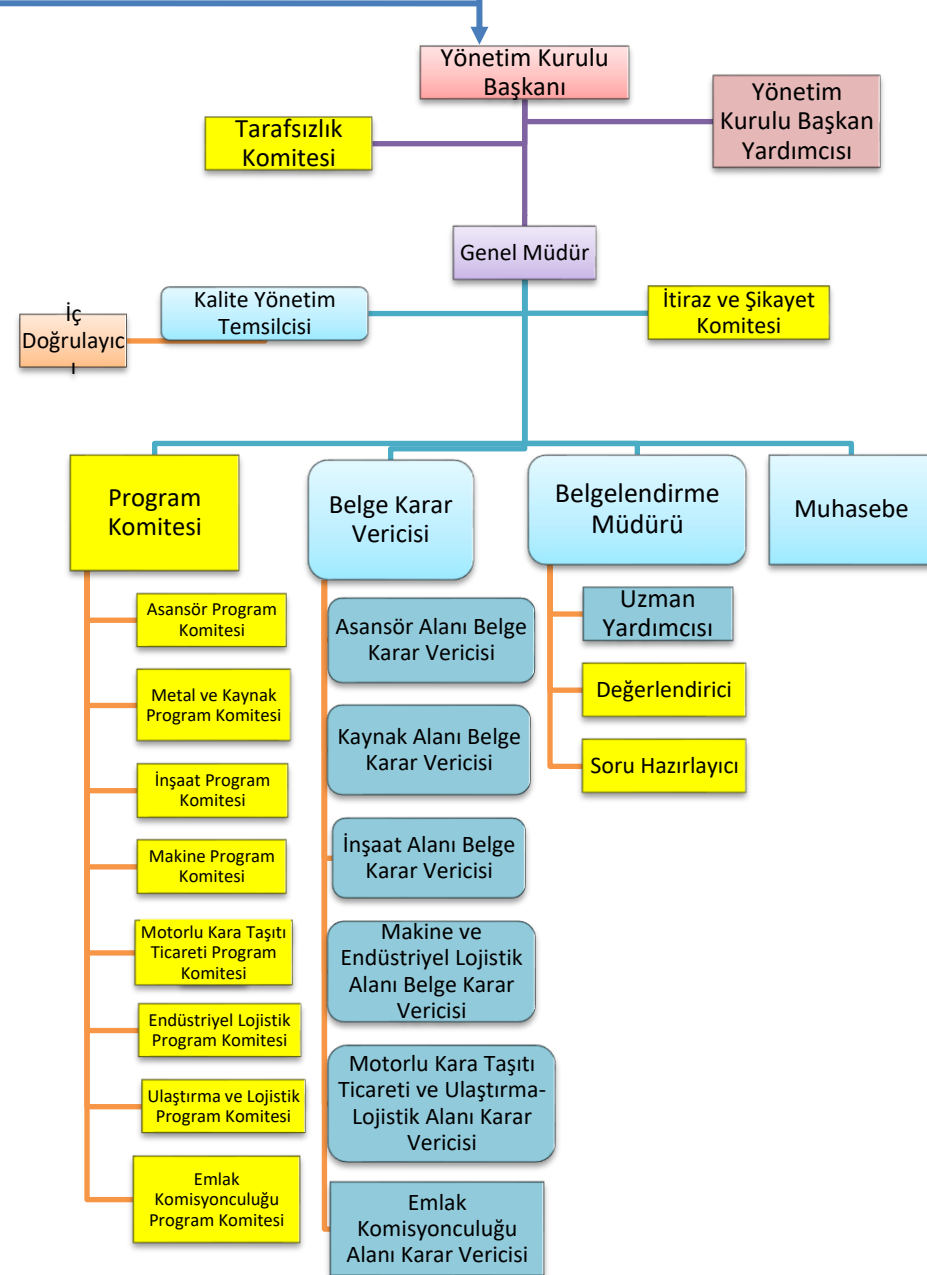 Yönetim Kurulu
Başkanı
Yönetim
Kurulu Başkan
Yardımcısı
Tarafsızlık
Komitesi
Genel Müdür
Kalite Yönetim
Temsilcisi
İtiraz ve Şikayet
Komitesi
İç
Doğrulayıc
ı
Program
Komitesi
Belge Karar
Vericisi
Belgelendirme
Müdürü
Muhasebe
Asansör Program
Komitesi
Metal ve Kaynak
Program Komitesi
İnşaat Program
Komitesi
Makine Program
Komitesi
Motorlu Kara Taşıtı
Ticareti Program
Komitesi
Endüstriyel Lojistik
Program Komitesi
Ulaştırma ve Lojistik
Program Komitesi
Emlak
Komisyonculuğu
Program Komitesi
Asansör Alanı Belge
Karar Vericisi
Kaynak Alanı Belge
Karar Vericisi
İnşaat Alanı Belge
Karar Vericisi
Makine ve
Endüstriyel Lojistik
Alanı Belge Karar
Vericisi
Motorlu Kara Taşıtı
Ticareti ve Ulaştırma-
Lojistik Alanı Karar
Vericisi
Emlak
Komisyonculuğu
Alanı Karar Vericisi
Uzman
Yardımcısı
Değerlendirici
Soru Hazırlayıcı